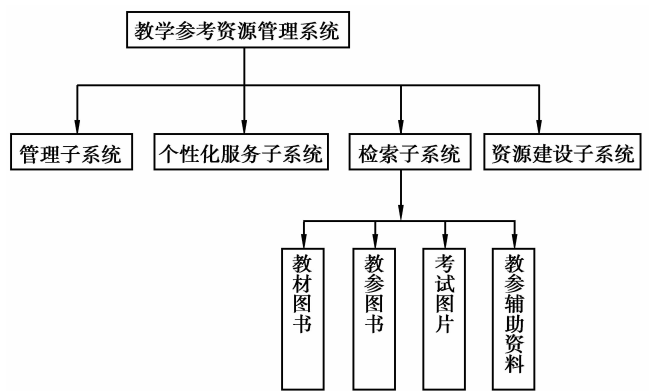 教学参考资源管理系统
管理子系统
个性化服务子系统
检索子系统
资源建设子系统
教材图书
教参图书
考试图片
教参辅助资料